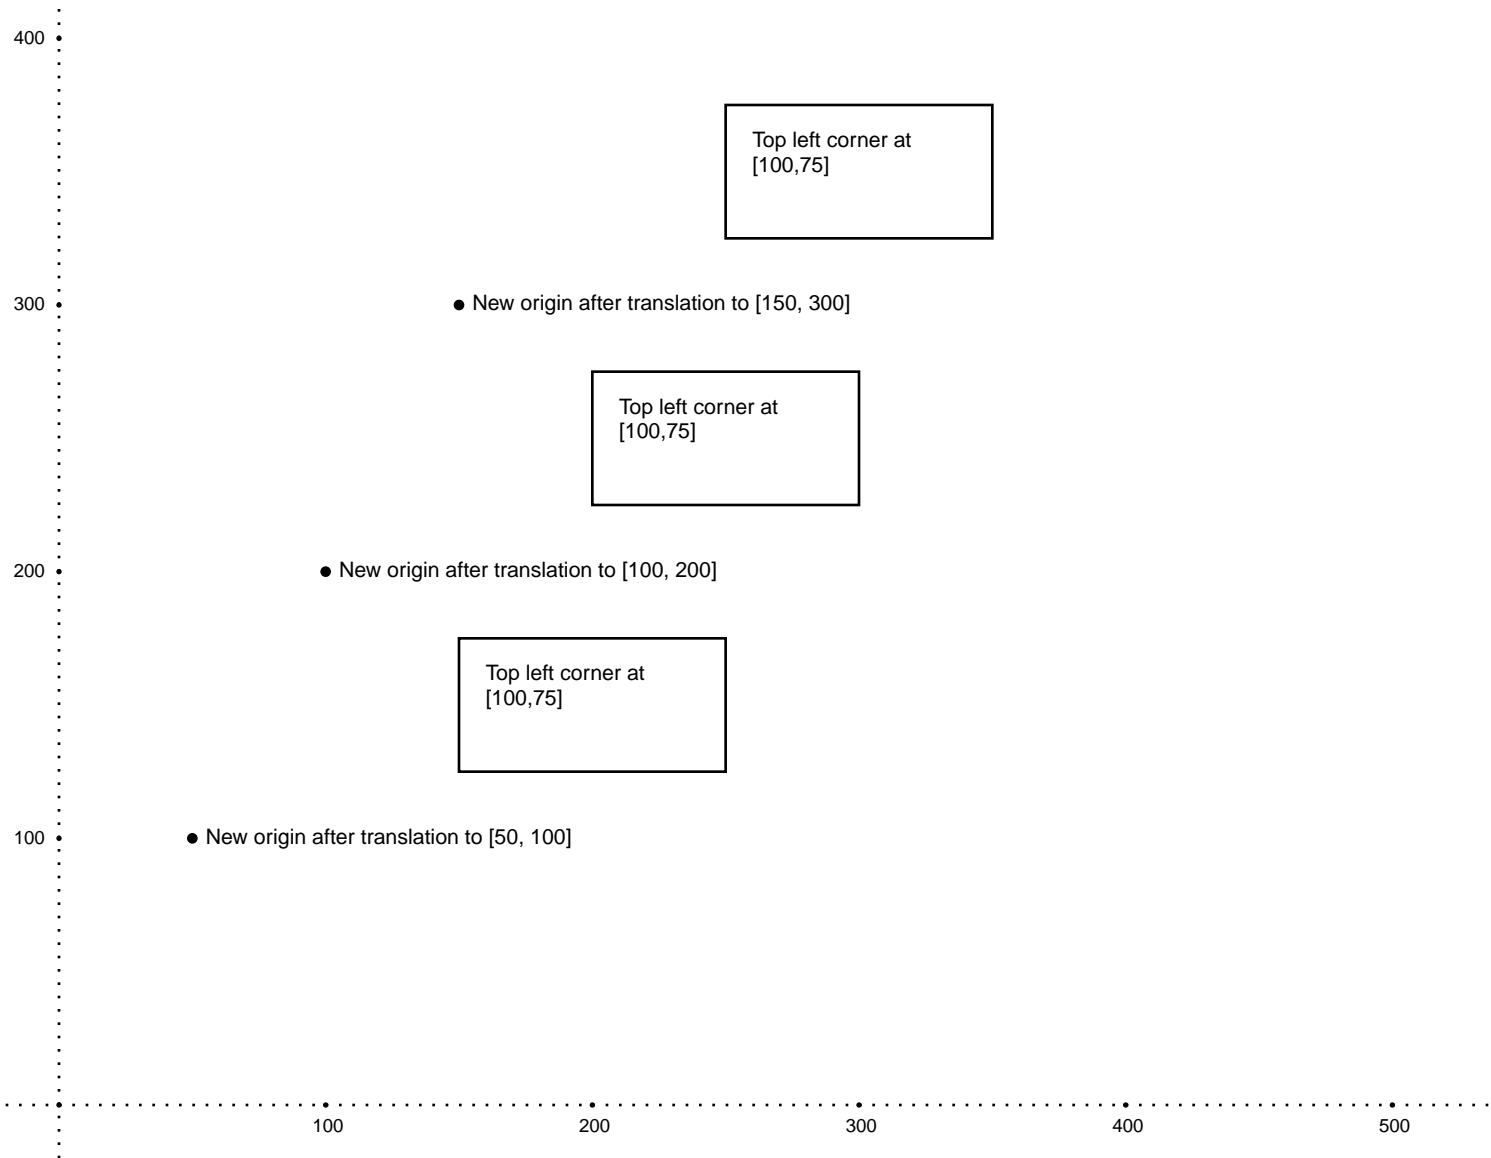 400
Top left corner at
[100,75]
300
New origin after translation to [150, 300]
Top left corner at
[100,75]
200
New origin after translation to [100, 200]
Top left corner at
[100,75]
100
New origin after translation to [50, 100]
100 200 300 400 500